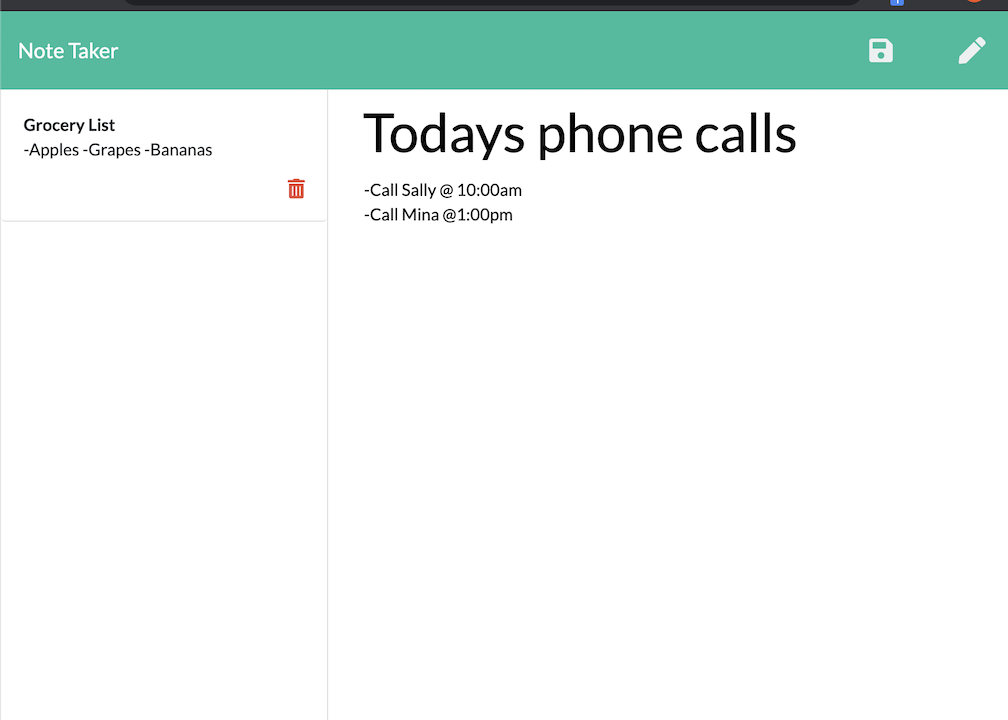 Note Taker
Grocery List
-Apples -Grapes -Bananas
Todays phone calls
-Call Sally @ 10:00am
-Call Mina @1:00pm